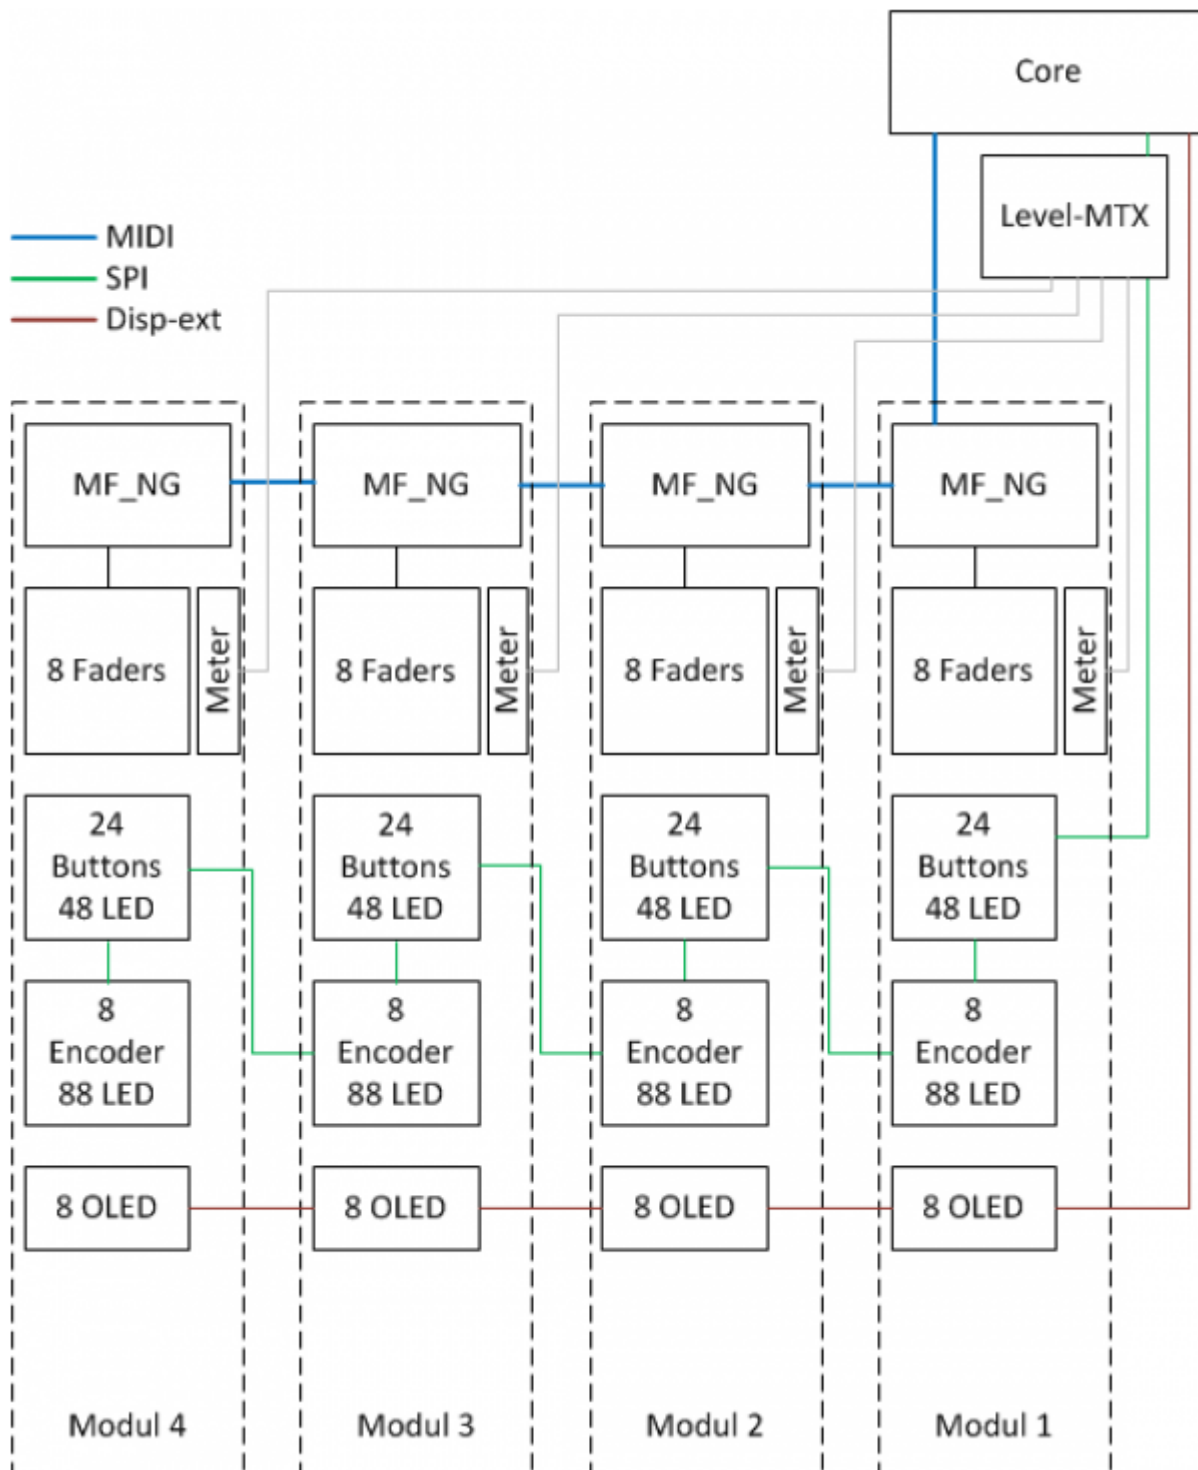 Core
Level-MTX
MIDI
SPI
Disp-ext
MF_NG
MF_NG
MF_NG
MF_NG
8 Faders
Meter
8 Faders
Meter
8 Faders
Meter
8 Faders
Meter
24
Buttons
48 LED
24
Buttons
48 LED
24
Buttons
48 LED
24
Buttons
48 LED
8
Encoder
88 LED
8
Encoder
88 LED
8
Encoder
88 LED
8
Encoder
88 LED
8 OLED
8 OLED
8 OLED
8 OLED
Modul 4
Modul 3
Modul 2
Modul 1